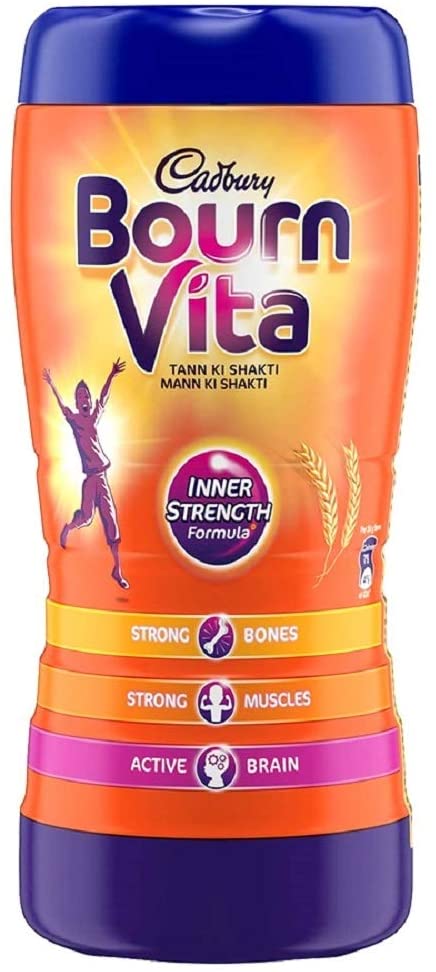 Cadbury
Bourn
Vita
TANN KI SHAKTI
MANN KI SHAKTI
INNER
STRENGTH
Formula
STRONG BONES
STRONG MUSCLES
ACTIVE BRAIN